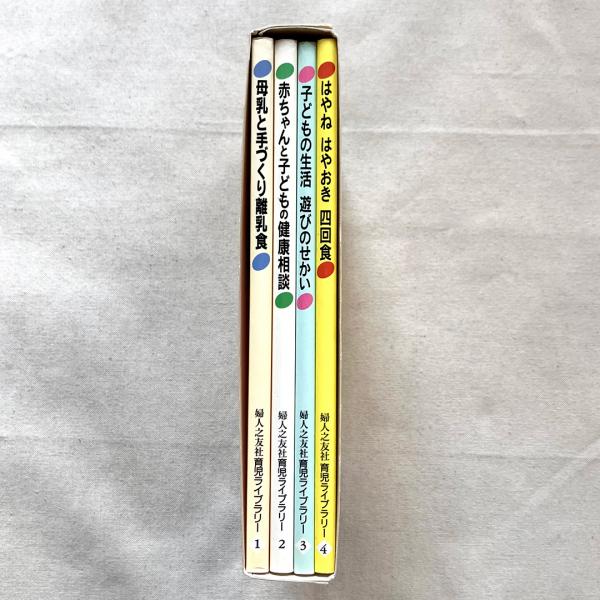 母乳と手づくり離乳食
婦人之友社 育児ライブラリー 1
赤ちゃんと子どもの健康相談
婦人之友社 育児ライブラリー 2
子どもの生活 遊びのせかい
婦人之友社 育児ライブラリー 3
はやね はやおき 四回食
婦人之友社 育児ライブラリー 4